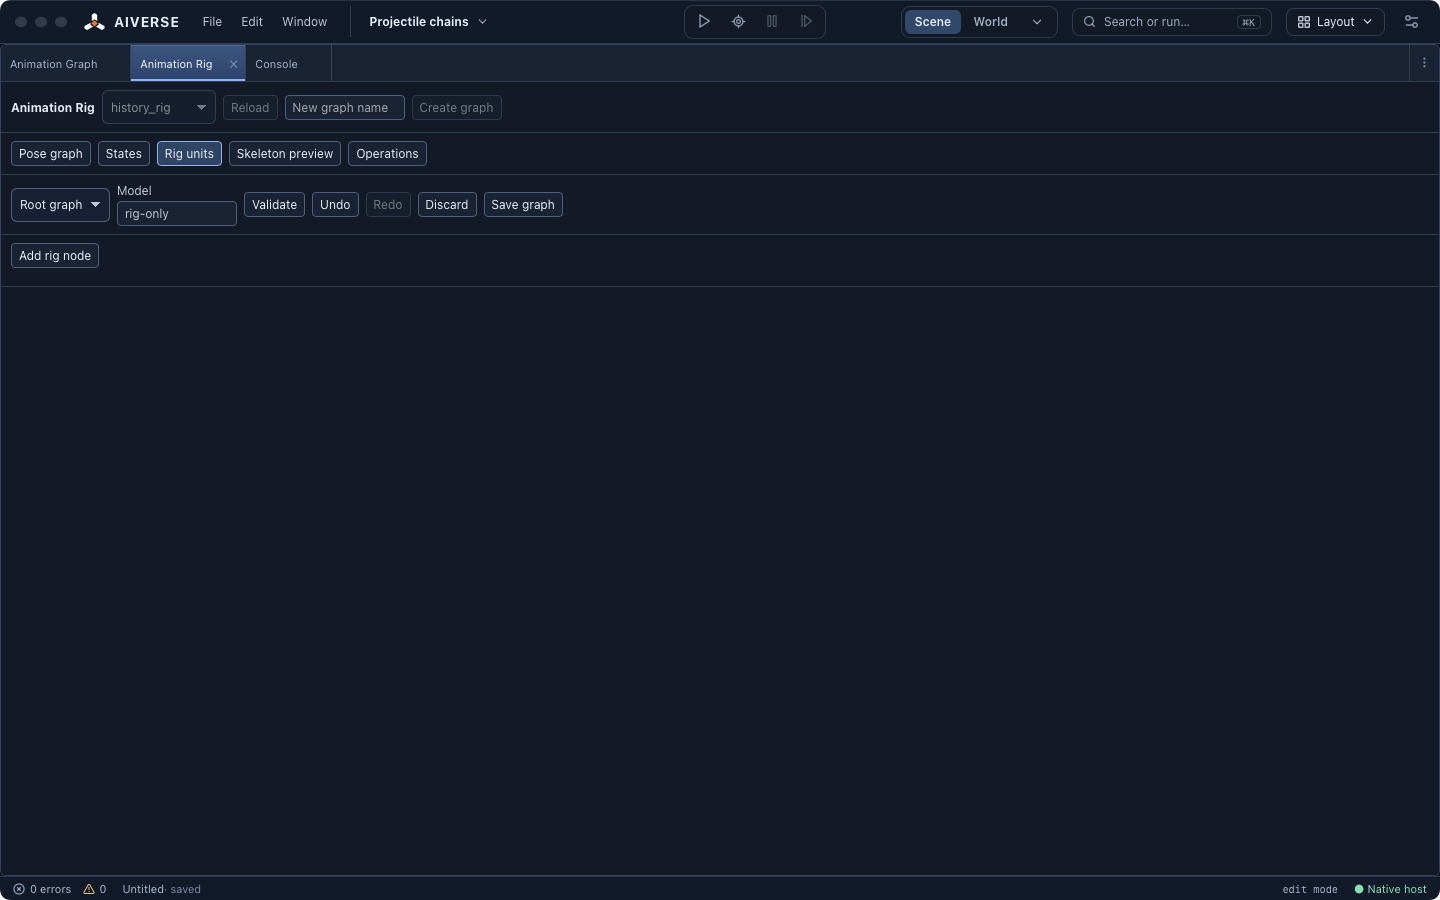 AIVERSE File Edit Window Projectile chains Scene World Search or run... ⌘K Layout
Animation Graph Animation Rig Console
Animation Rig history_rig Reload New graph name Create graph
Pose graph States Rig units Skeleton preview Operations
Model
Root graph rig-only Validate Undo Redo Discard Save graph
Add rig node
0 errors 0 Untitled · saved edit mode Native host